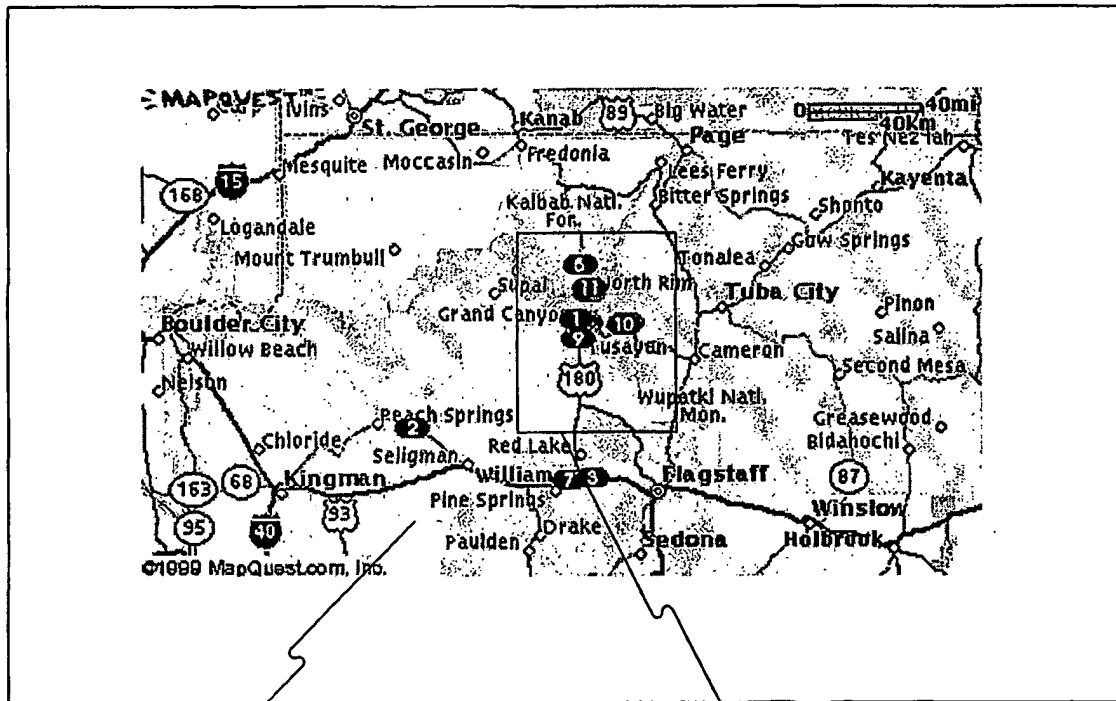 MAPQUEST
Ivins
St. George
Kanab
89
Big Water
0 40mi
40km
Page
Tes Nez Iah
Mesquite
Moccasin
Fredonia
Lees Ferry
Kayenta
168
15
Bitter Springs
Shonto
Kaibab Natl.
For.
Logandale
Mount Trumbull
Cow Springs
Tonalea
6
Supai
11
North Rim
Tuba City
Pinon
Grand Canyo
1
10
Salina
Boulder City
9
Tusayan
Willow Beach
Cameron
Second Mesa
Nelson
180
Wupatki Natl.
Mon.
Peach Springs
2
Greasewood
Bidahochi
Chloride
Red Lake
Seligman
William
7
Flagstaff
87
163
68
Kingman
Pine Springs
93
Winslow
95
40
Drake
Paulden
Sedona
Holbrook
©1999 MapQuest.com, Inc.